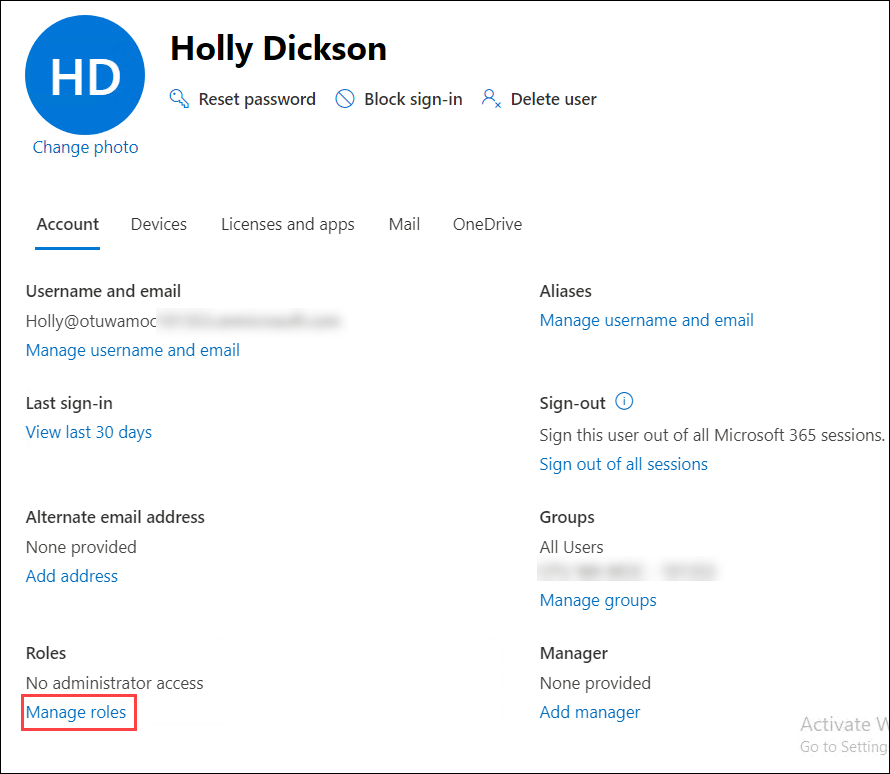 HD
Holly Dickson
Reset password Block sign-in Delete user
Change photo
Account Devices Licenses and apps Mail OneDrive
Username and email
Holly@otuwamoc
Manage username and email
Aliases
Manage username and email
Last sign-in
View last 30 days
Sign-out
Sign this user out of all Microsoft 365 sessions.
Sign out of all sessions
Alternate email address
None provided
Add address
Groups
All Users
Manage groups
Roles
No administrator access
Manage roles
Manager
None provided
Add manager
Activate W
Go to Setting